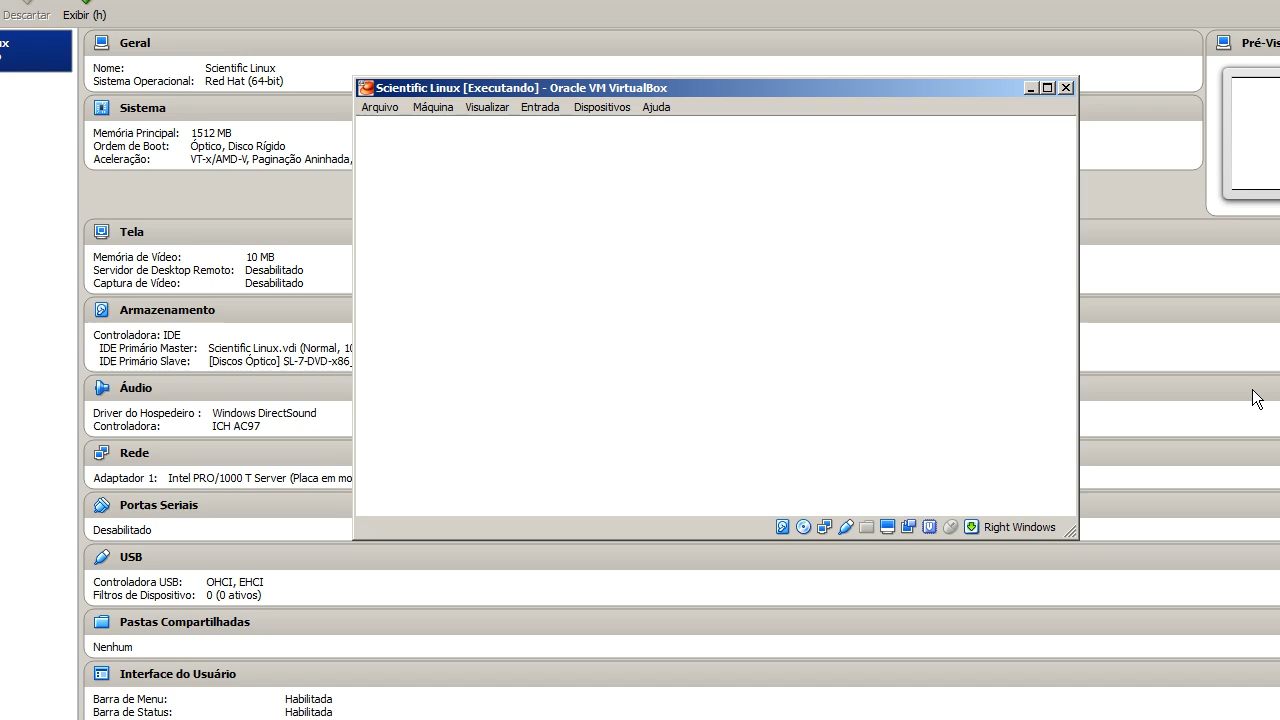 Descartar Exibir (h)
Geral
Nome: Scientific Linux
Sistema Operacional: Red Hat (64-bit)
Sistema
Memória Principal: 1512 MB
Ordem de Boot: Óptico, Disco Rígido
Aceleração: VT-x/AMD-V, Paginação Aninhada,
Pré-Vis
Scientific Linux [Executando] - Oracle VM VirtualBox
Arquivo Máquina Visualizar Entrada Dispositivos Ajuda
Right Windows
Tela
Memória de Vídeo: 10 MB
Servidor de Desktop Remoto: Desabilitado
Captura de Vídeo: Desabilitado
Armazenamento
Controladora: IDE
IDE Primário Master: Scientific Linux.vdi (Normal, 10
IDE Primário Slave: [Discos Óptico] SL-7-DVD-x86_
Áudio
Driver do Hospedeiro : Windows DirectSound
Controladora: ICH AC97
Rede
Adaptador 1: Intel PRO/1000 T Server (Placa em mo
Portas Seriais
Desabilitado
USB
Controladora USB: OHCI, EHCI
Filtros de Dispositivo: 0 (0 ativos)
Pastas Compartilhadas
Nenhum
Interface do Usuário
Barra de Menu: Habilitada
Barra de Status: Habilitada